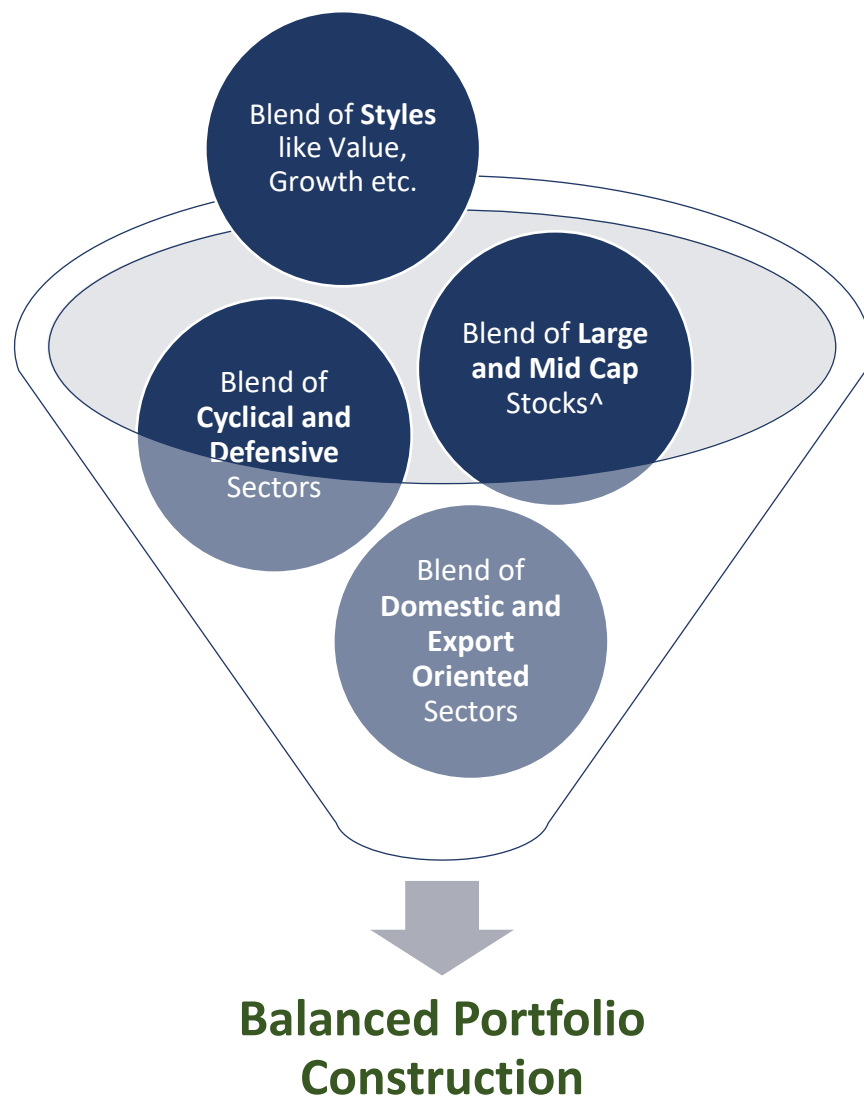 Blend of Styles
like Value,
Growth etc.
Blend of Large
and Mid Cap
Stocks^
Blend of
Cyclical and
Defensive
Sectors
Blend of
Domestic and
Export
Oriented
Sectors
Balanced Portfolio
Construction